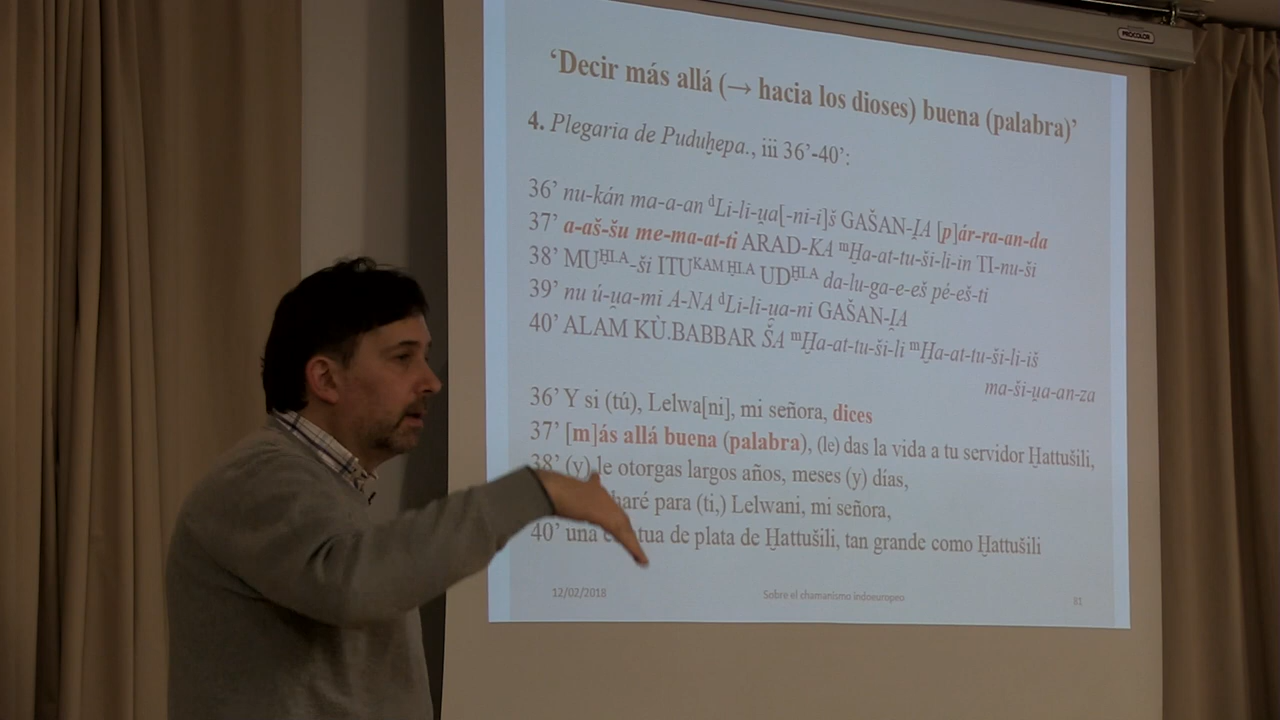 PROCOLOR
‘Decir más allá (→ hacia los dioses) buena (palabra)’
4. Plegaria de Puduḫepa., iii 36’-40’:
36’ nu-kán ma-a-an ᵈLi-li-u̯a[-ni-i]š GAŠAN-I̯A [p]ár-ra-an-da
37’ a-aš-šu me-ma-at-ti ARAD-KA ᵐḪa-at-tu-ši-li-in TI-nu-ši
38’ MUḪI.A-ši ITUKAM ḪI.A UDḪI.A da-lu-ga-e-eš pé-eš-ti
39’ nu ú-u̯a-mi A-NA ᵈLi-li-u̯a-ni GAŠAN-I̯A
40’ ALAM KÙ.BABBAR ŠA ᵐḪa-at-tu-ši-li ᵐḪa-at-tu-ši-li-iš
ma-ši-u̯a-an-za
36’ Y si (tú), Lelwa[ni], mi señora, dices
37’ [m]ás allá buena (palabra), (le) das la vida a tu servidor Ḫattušili,
38’ (y) le otorgas largos años, meses (y) días,
haré para (ti,) Lelwani, mi señora,
40’ una tua de plata de Ḫattušili, tan grande como Ḫattušili
12/02/2018 Sobre el chamanismo indoeuropeo 81